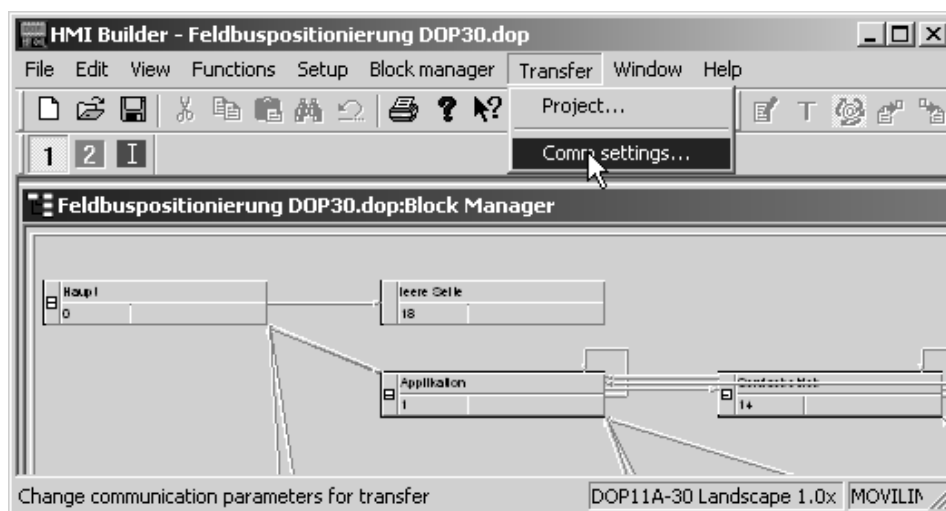 HMI Builder - Feldbuspositionierung DOP30.dop
File Edit View Functions Setup Block manager Transfer Window Help
Project...
1 2 I T
Comm settings...
Feldbuspositionierung DOP30.dop:Block Manager
Haupt
0
leere Seite
18
Applikation
1
14
Change communication parameters for transfer DOP11A-30 Landscape 1.0x MOVILIN